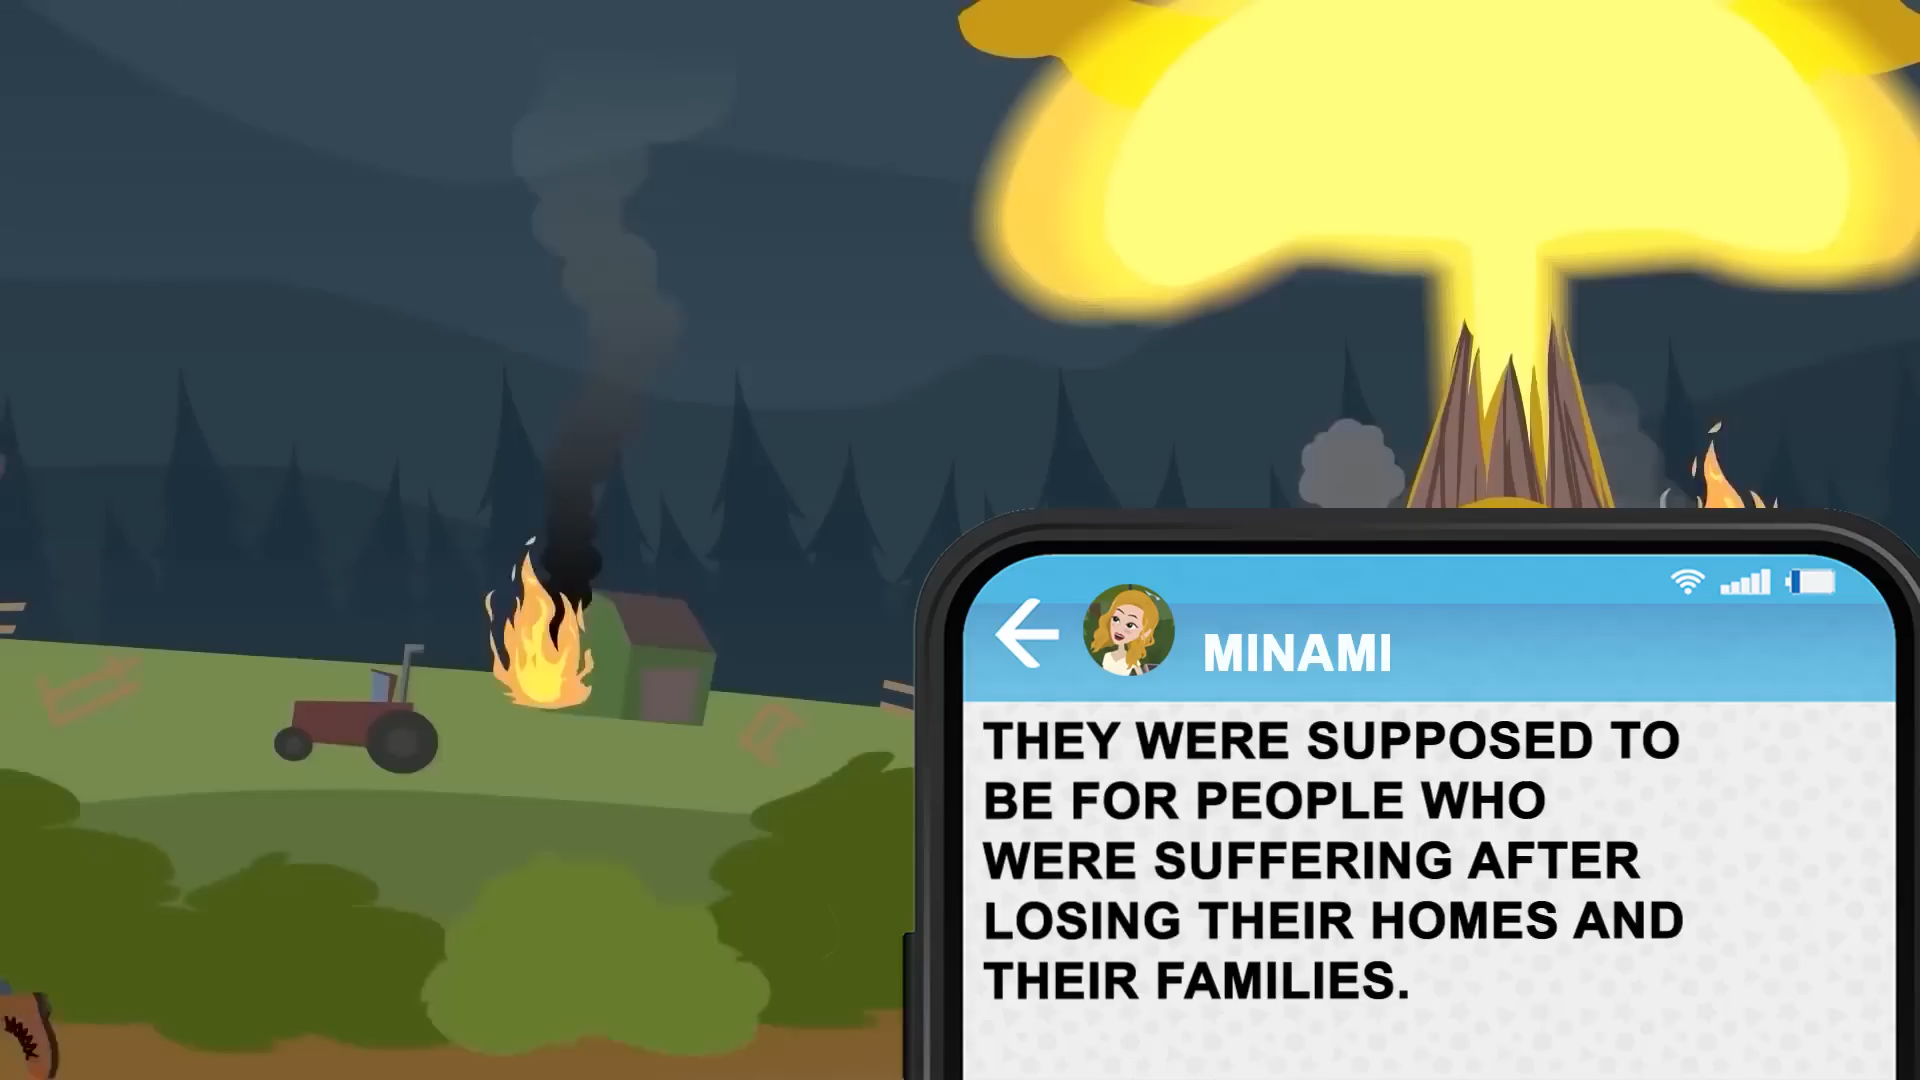 MINAMI
THEY WERE SUPPOSED TO
BE FOR PEOPLE WHO
WERE SUFFERING AFTER
LOSING THEIR HOMES AND
THEIR FAMILIES.